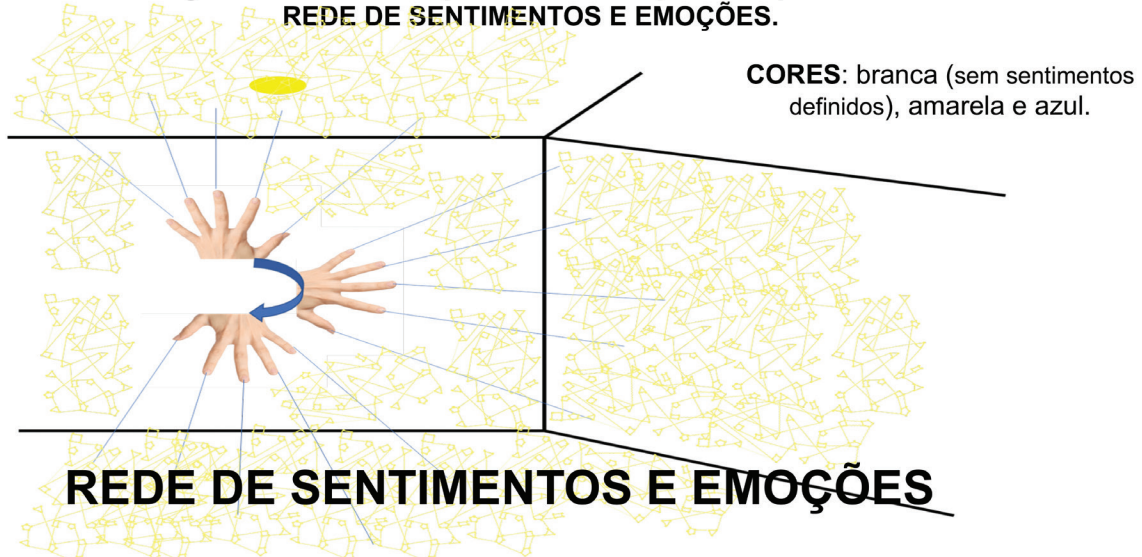 REDE DE SENTIMENTOS E EMOÇÕES.
CORES: branca (sem sentimentos
definidos), amarela e azul.
REDE DE SENTIMENTOS E EMOÇÕES